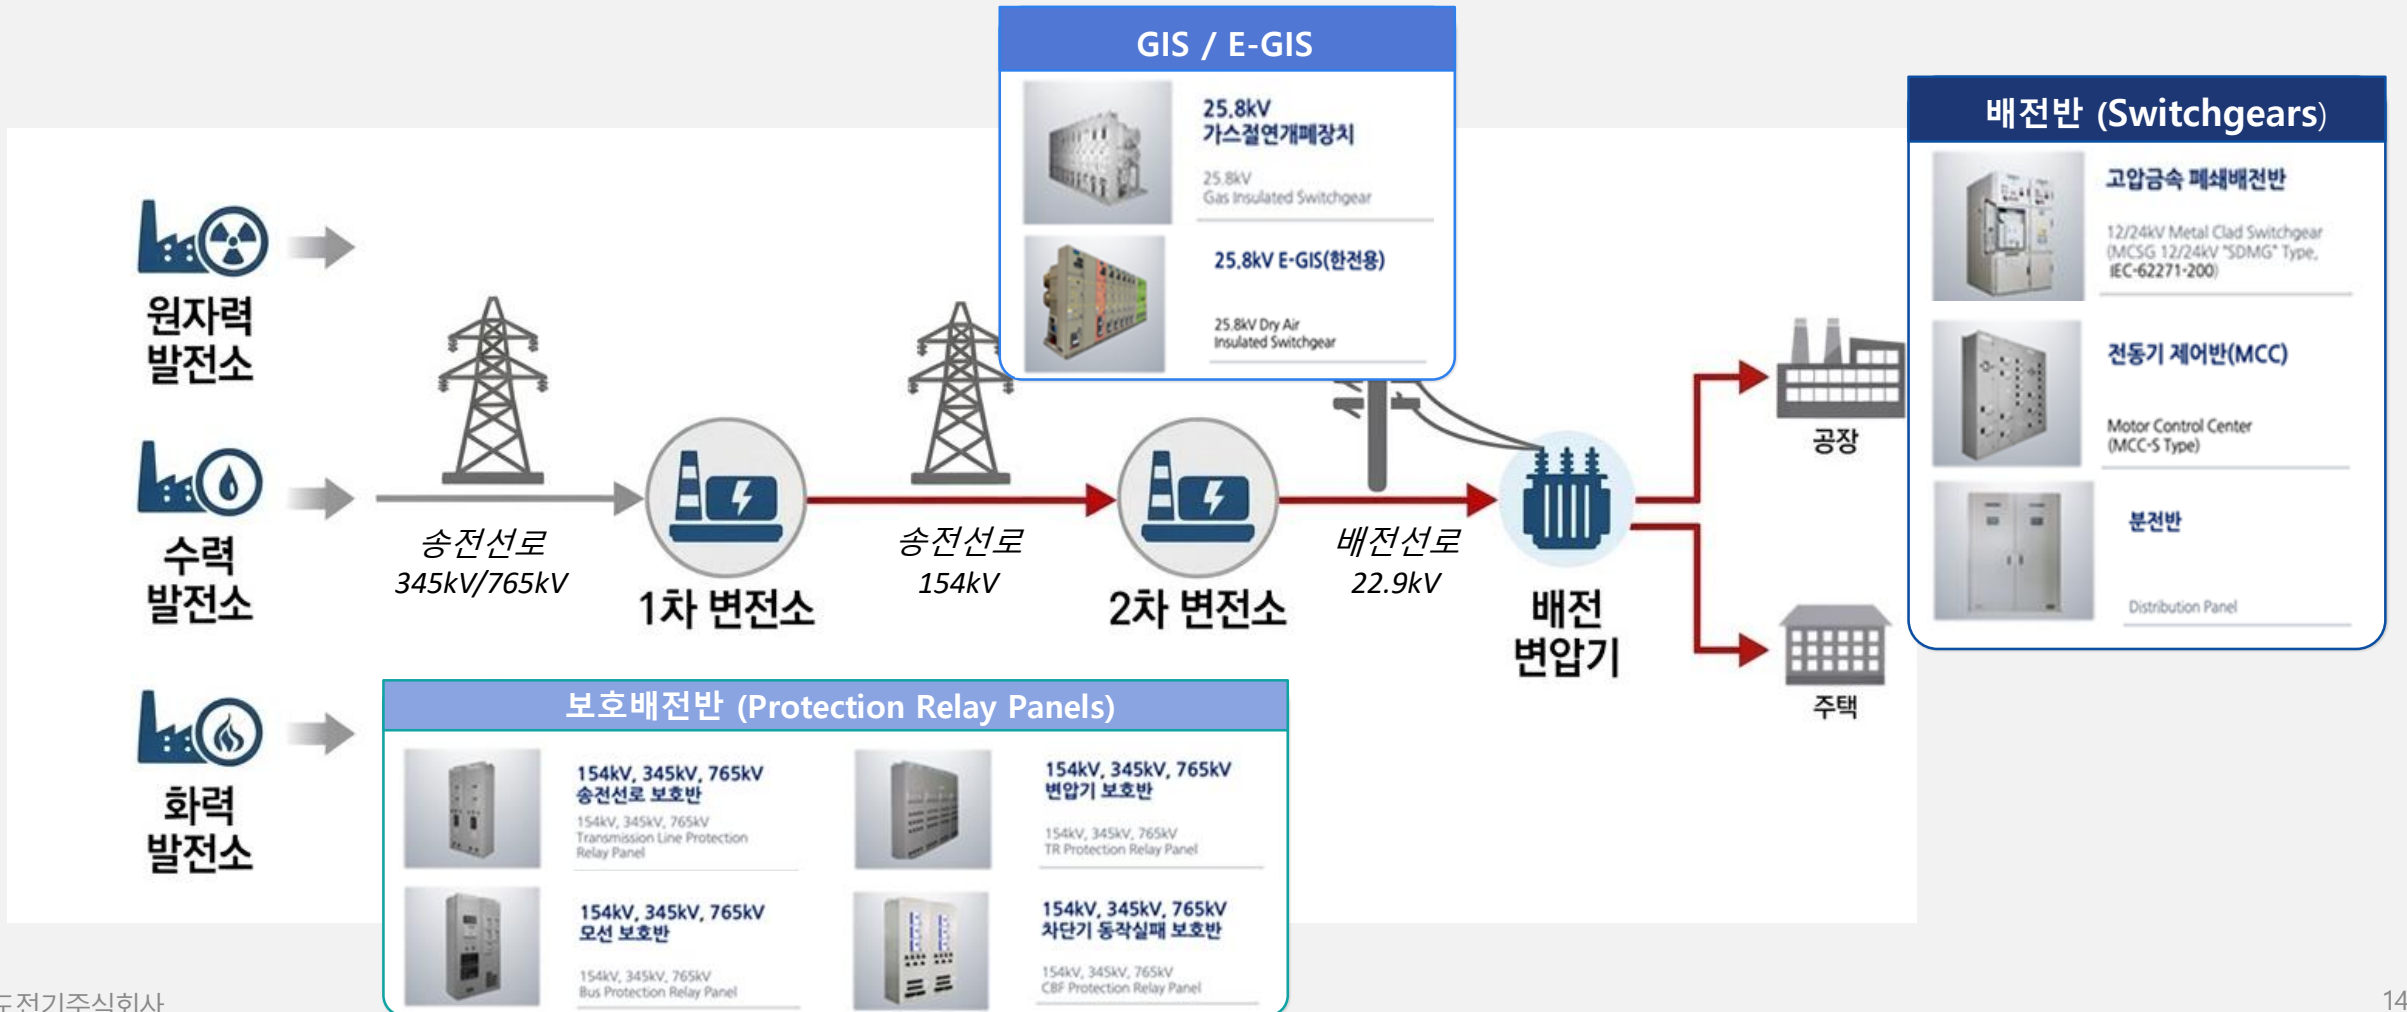 GIS / E-GIS
25.8kV
가스절연개폐장치
25.8kV
Gas Insulated Switchgear
25.8kV E-GIS(한전용)
25.8kV Dry Air
Insulated Switchgear
배전반 (Switchgears)
고압금속 폐쇄배전반
12/24kV Metal Clad Switchgear
(MCSG 12/24kV "SDMG" Type,
IEC-62271-200)
전동기 제어반(MCC)
Motor Control Center
(MCC-S Type)
분전반
Distribution Panel
원자력
발전소
수력
발전소
화력
발전소
송전선로
345kV/765kV
1차 변전소
송전선로
154kV
2차 변전소
배전선로
22.9kV
배전
변압기
공장
주택
보호배전반 (Protection Relay Panels)
154kV, 345kV, 765kV
송전선로 보호반
154kV, 345kV, 765kV
Transmission Line Protection
Relay Panel
154kV, 345kV, 765kV
변압기 보호반
154kV, 345kV, 765kV
TR Protection Relay Panel
154kV, 345kV, 765kV
모선 보호반
154kV, 345kV, 765kV
Bus Protection Relay Panel
154kV, 345kV, 765kV
차단기 동작실패 보호반
154kV, 345kV, 765kV
CBF Protection Relay Panel
도전기주식회사
14